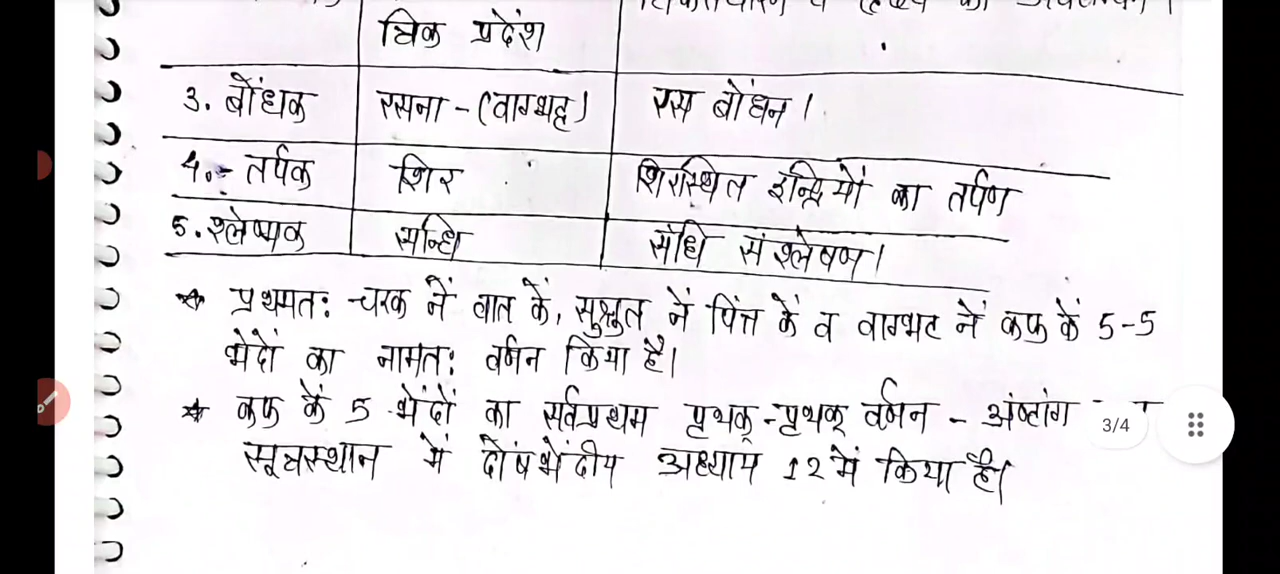 त्रिक प्रदेश
3. बोंधक रसना - (वाग्भट्ट) रस बोंधन।
4. - तर्पक शिर शिरस्थित इन्द्रियों का तर्पण
5. श्लेष्यक सन्धि संधि संश्लेषण।
* प्रथमतः चरक नें वात कें, सुश्रुत नें पित्त कें व वाग्भट नें कफ कें 5-5
भेदों का नामतः वर्णन किया है।
* कफ कें 5 भेंदों का सर्वप्रथम पृथक्-पृथक् वर्णन - अष्टांग
3/4
सूत्रस्थान में दोंषभेंदीय अध्याय 12 में किया है।